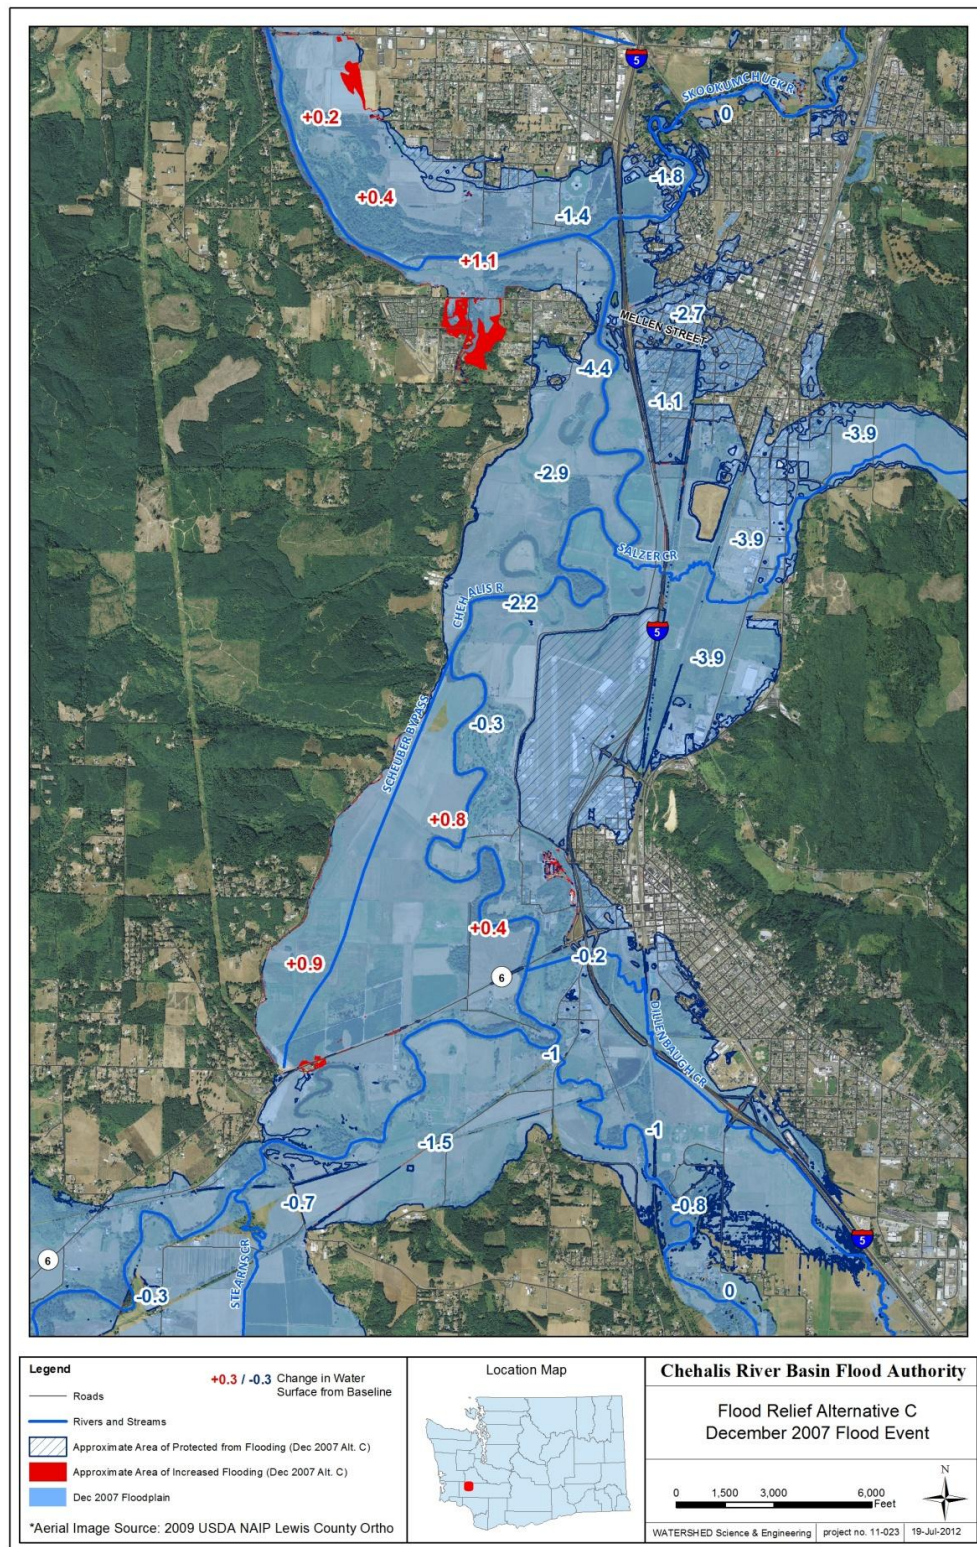 5
SKOOKUMCHUCK R
0
+0.2
-1.8
+0.4
-1.4
+1.1
-2.7
MELLEN STREET
-4.4
-1.1
-3.9
-2.9
-3.9
SALZER CR
CHEHALIS R
-2.2
5
-3.9
SCHEUBER BYPASS
-0.3
+0.8
+0.4
-0.2
+0.9
6
DILLENBAUGH CR
-1
-1.5
-1
-0.7
-0.8
5
6
STEARNS CR
-0.3
0
Legend
+0.3 / -0.3 Change in Water
Surface from Baseline
Roads
Rivers and Streams
Approximate Area of Protected from Flooding (Dec 2007 Alt. C)
Approximate Area of Increased Flooding (Dec 2007 Alt. C)
Dec 2007 Floodplain
*Aerial Image Source: 2009 USDA NAIP Lewis County Ortho
Location Map
Chehalis River Basin Flood Authority
Flood Relief Alternative C
December 2007 Flood Event
N
0 1,500 3,000 6,000
Feet
WATERSHED Science & Engineering project no. 11-023 19-Jul-2012